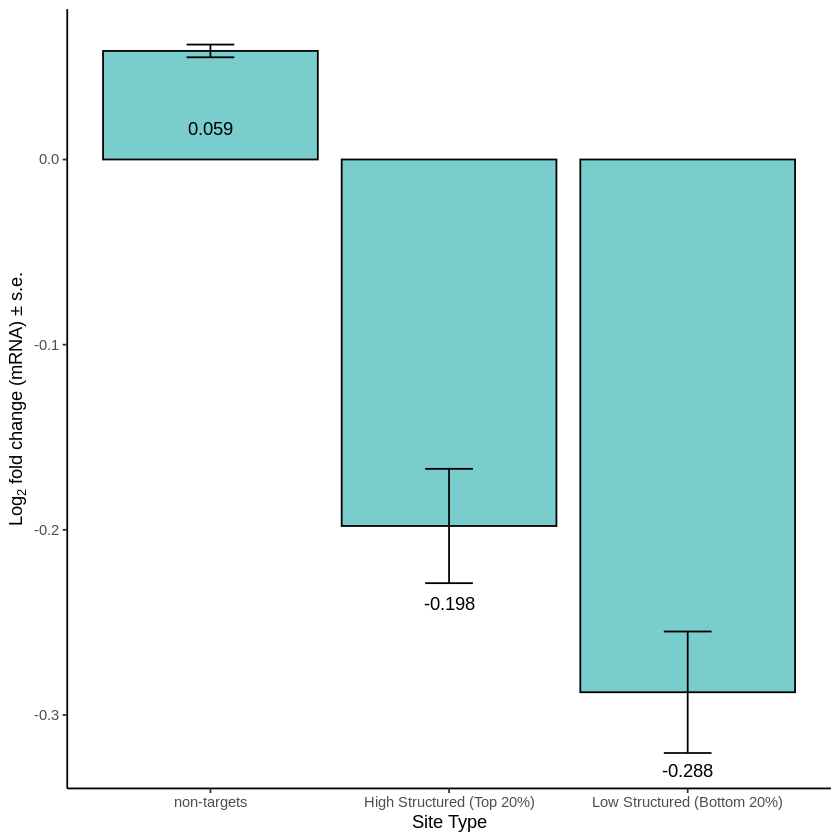 Log2 fold change (mRNA) ± s.e.
0.0
-0.1
-0.2
-0.3
0.059
-0.198
-0.288
non-targets
High Structured (Top 20%)
Low Structured (Bottom 20%)
Site Type